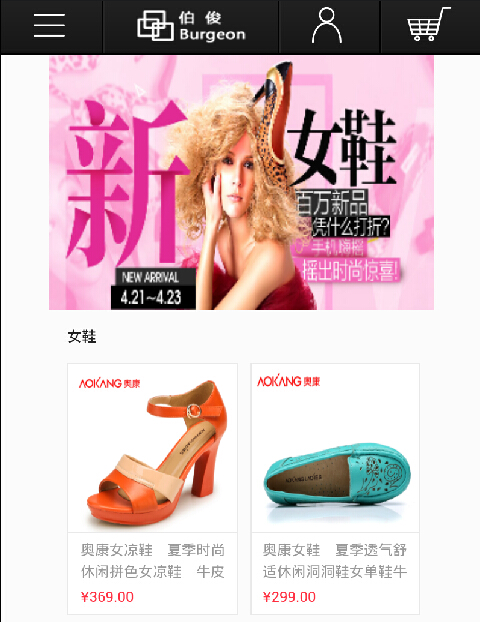 伯俊
Burgeon
新
女鞋
百万新品
凭什么打折?
手机嗨摇
摇出时尚惊喜!
NEW ARRIVAL
4.21~4.23
女鞋
AOKANG 奥康
AOKANG 奥康
奥康女凉鞋 夏季时尚
休闲拼色女凉鞋 牛皮
¥369.00
奥康女鞋 夏季透气舒
适休闲洞洞鞋女单鞋牛
¥299.00